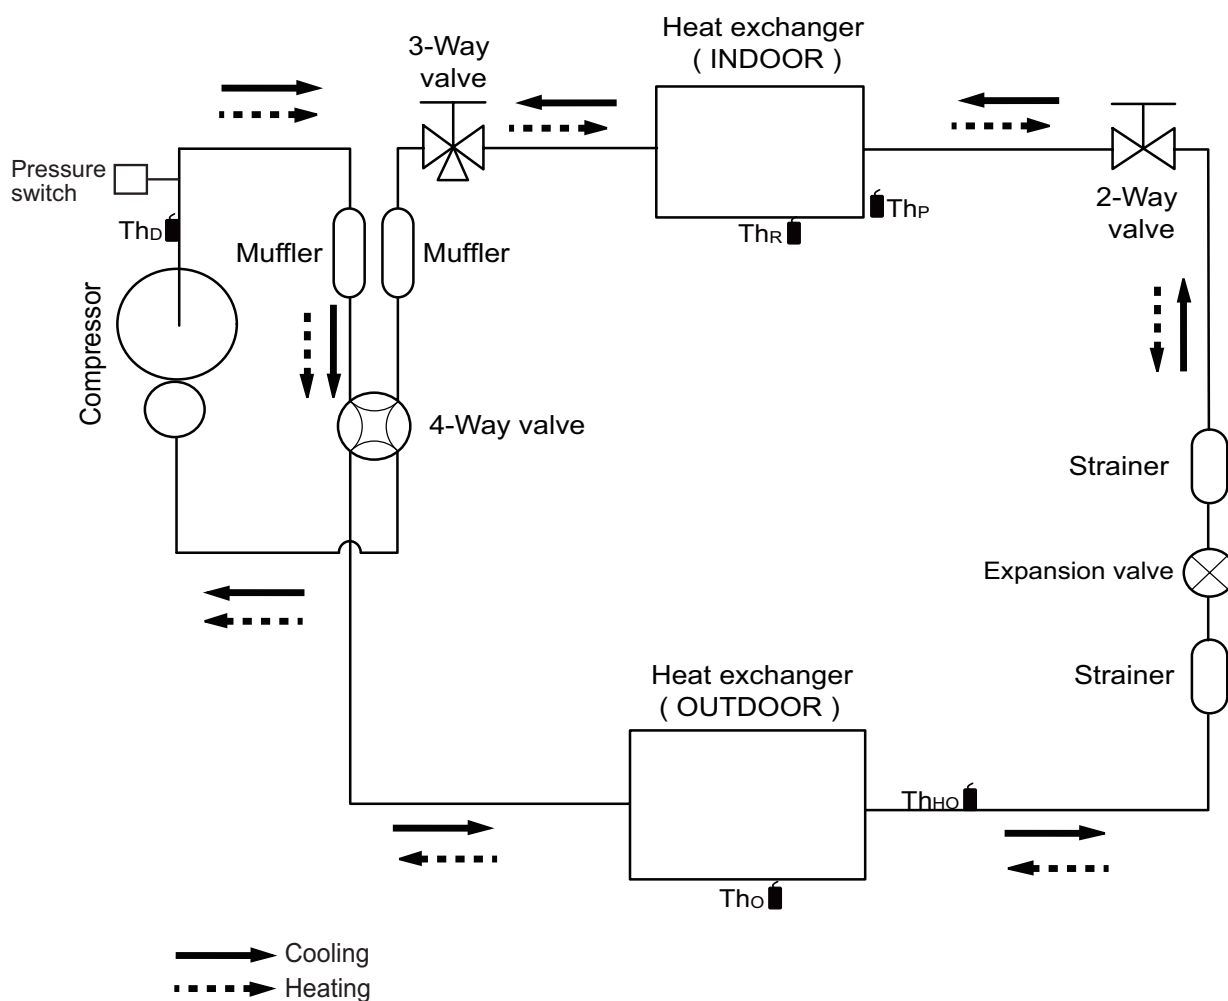 Heat exchanger
( INDOOR )
3-Way
valve
Pressure
switch
ThD
Muffler
Muffler
ThR
ThP
2-Way
valve
Compressor
4-Way valve
Strainer
Expansion valve
Strainer
Heat exchanger
( OUTDOOR )
ThHO
ThO
Cooling
Heating